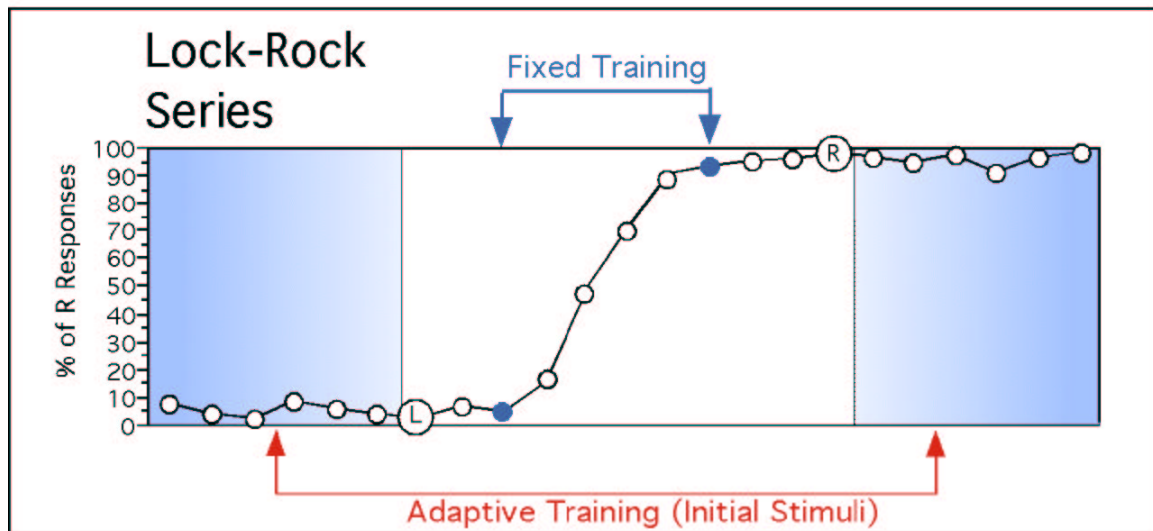 Lock-Rock
Series
Fixed Training
% of R Responses
100
90
80
70
60
50
40
30
20
10
0
L
R
Adaptive Training (Initial Stimuli)